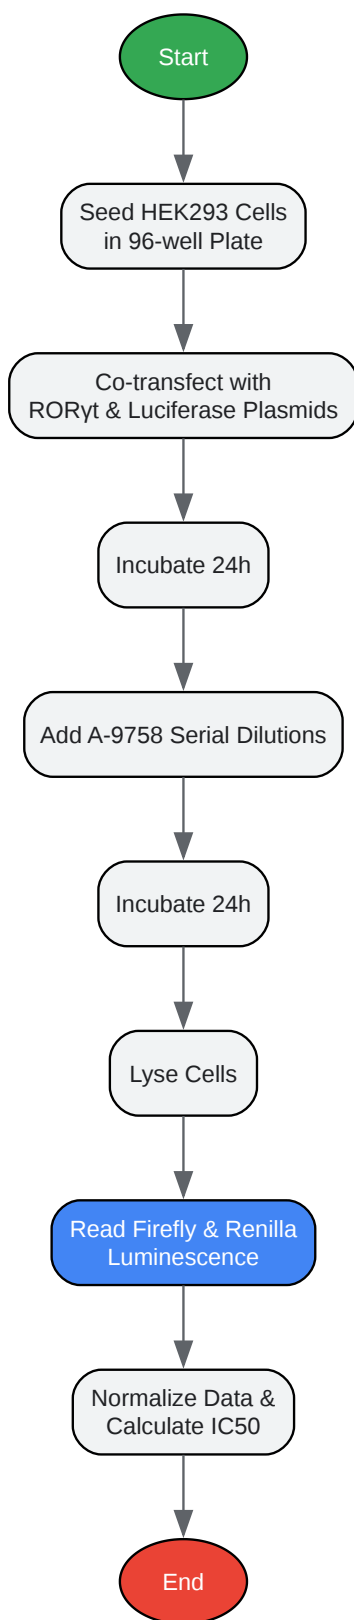 Start
Seed HEK293 Cells
in 96-well Plate
Co-transfect with
RORγt & Luciferase Plasmids
Incubate 24h
Add A-9758 Serial Dilutions
Incubate 24h
Lyse Cells
Read Firefly & Renilla
Luminescence
Normalize Data &
Calculate IC50
End